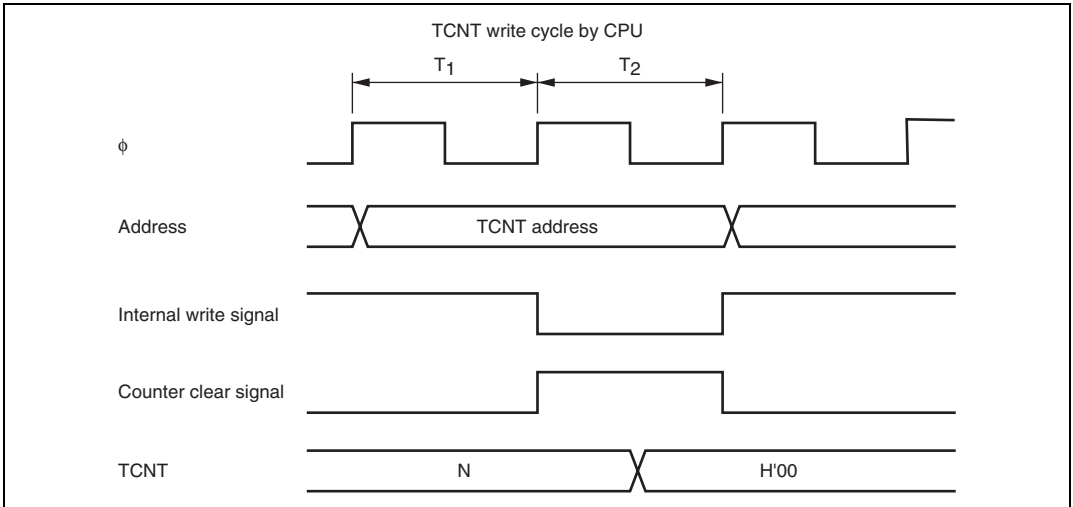 TCNT write cycle by CPU
T1 T2
ϕ
Address TCNT address
Internal write signal
Counter clear signal
TCNT N H'00